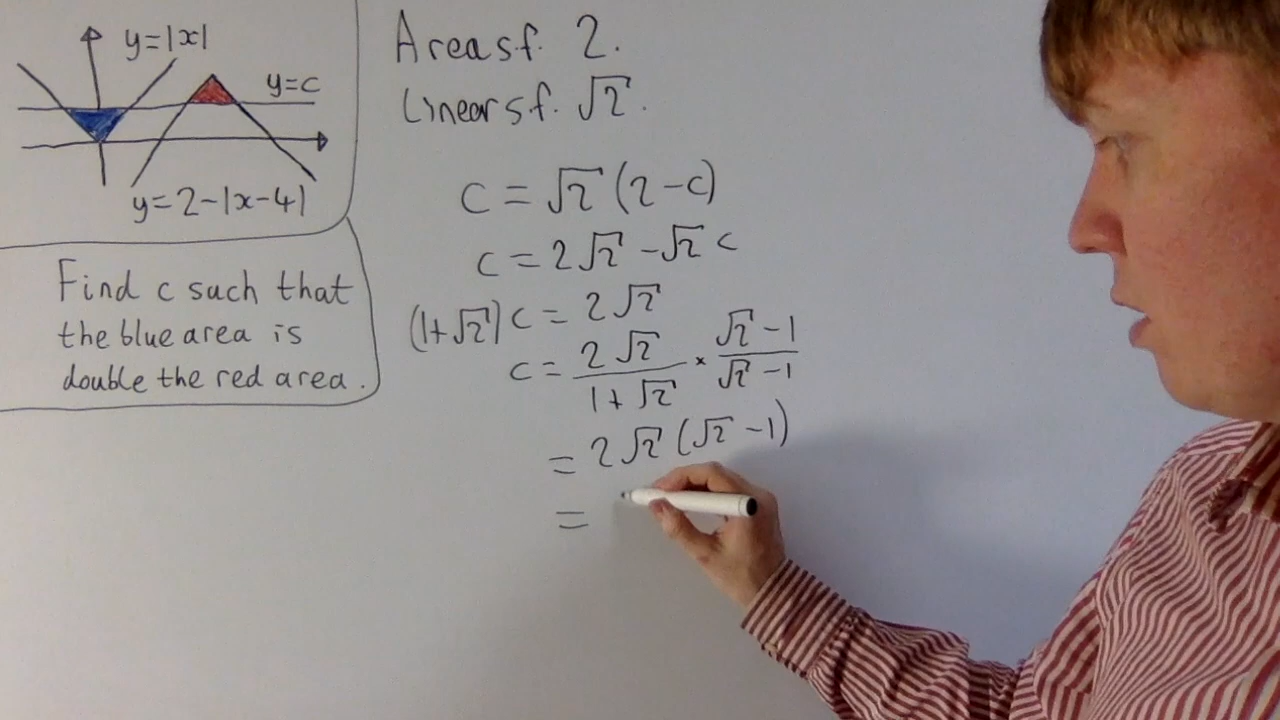 y=|x|
y=c
y=2-|x-4|
Find c such that
the blue area is
double the red area.
Area s.f. 2.
Linear s.f. √2.
c = √2 (2-c)
c = 2√2 - √2 c
(1+√2) c = 2√2
c = 2√2/(1+√2) × (√2-1)/(√2-1)
= 2√2 (√2-1)
=